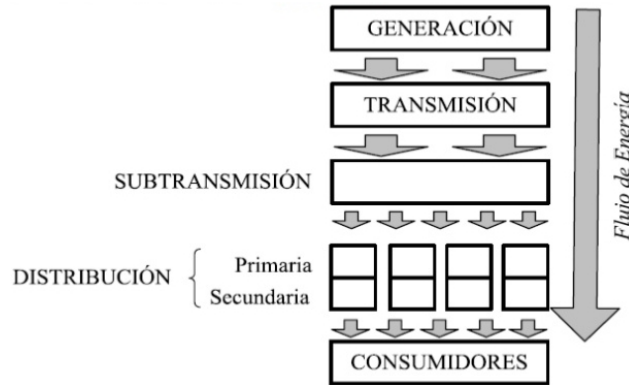 GENERACIÓN
TRANSMISIÓN
SUBTRANSMISIÓN
DISTRIBUCIÓN
Primaria
Secundaria
CONSUMIDORES
Flujo de Energía